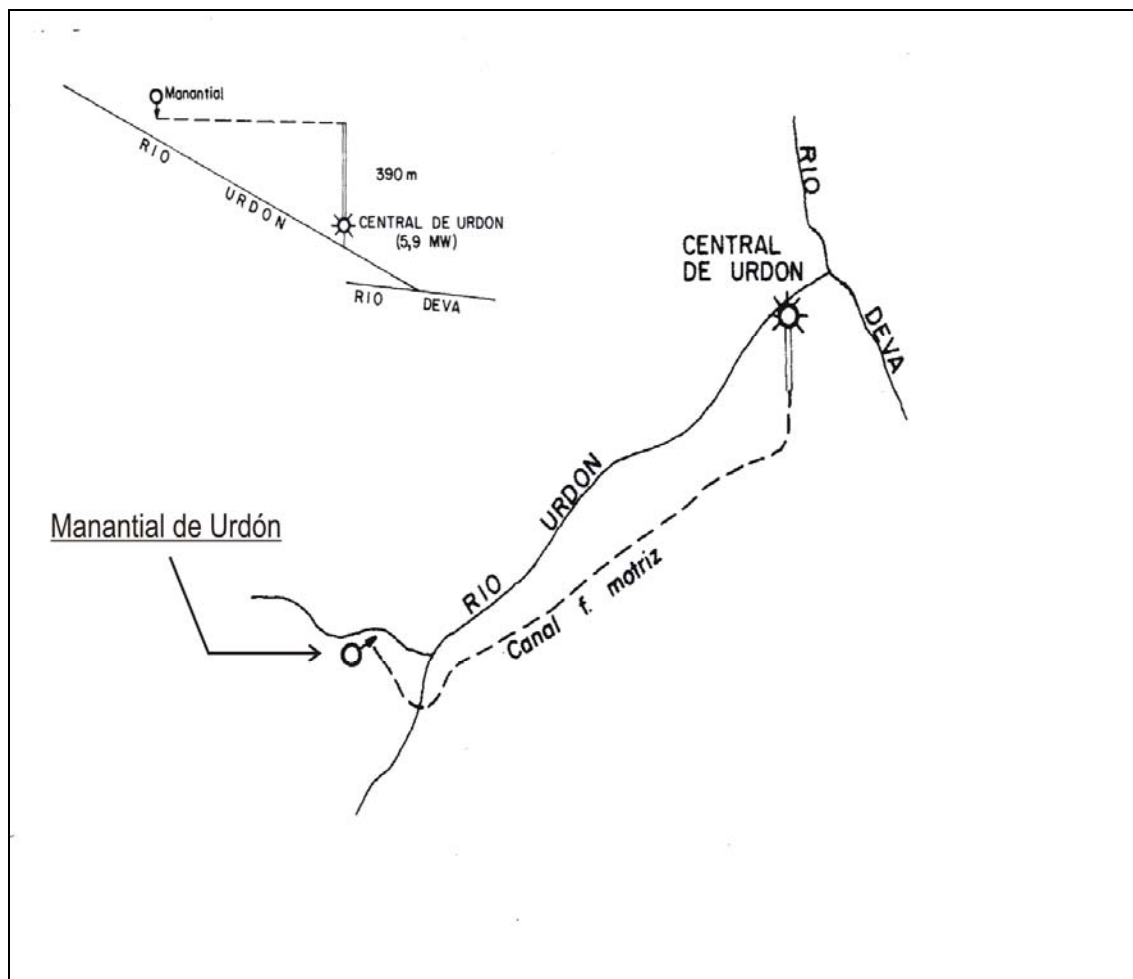 Manantial
RIO URDON
390 m
CENTRAL DE URDON
(5,9 MW)
RIO DEVA
RIO DEVA
CENTRAL
DE URDON
RIO URDON
Canal f. motriz
Manantial de Urdón